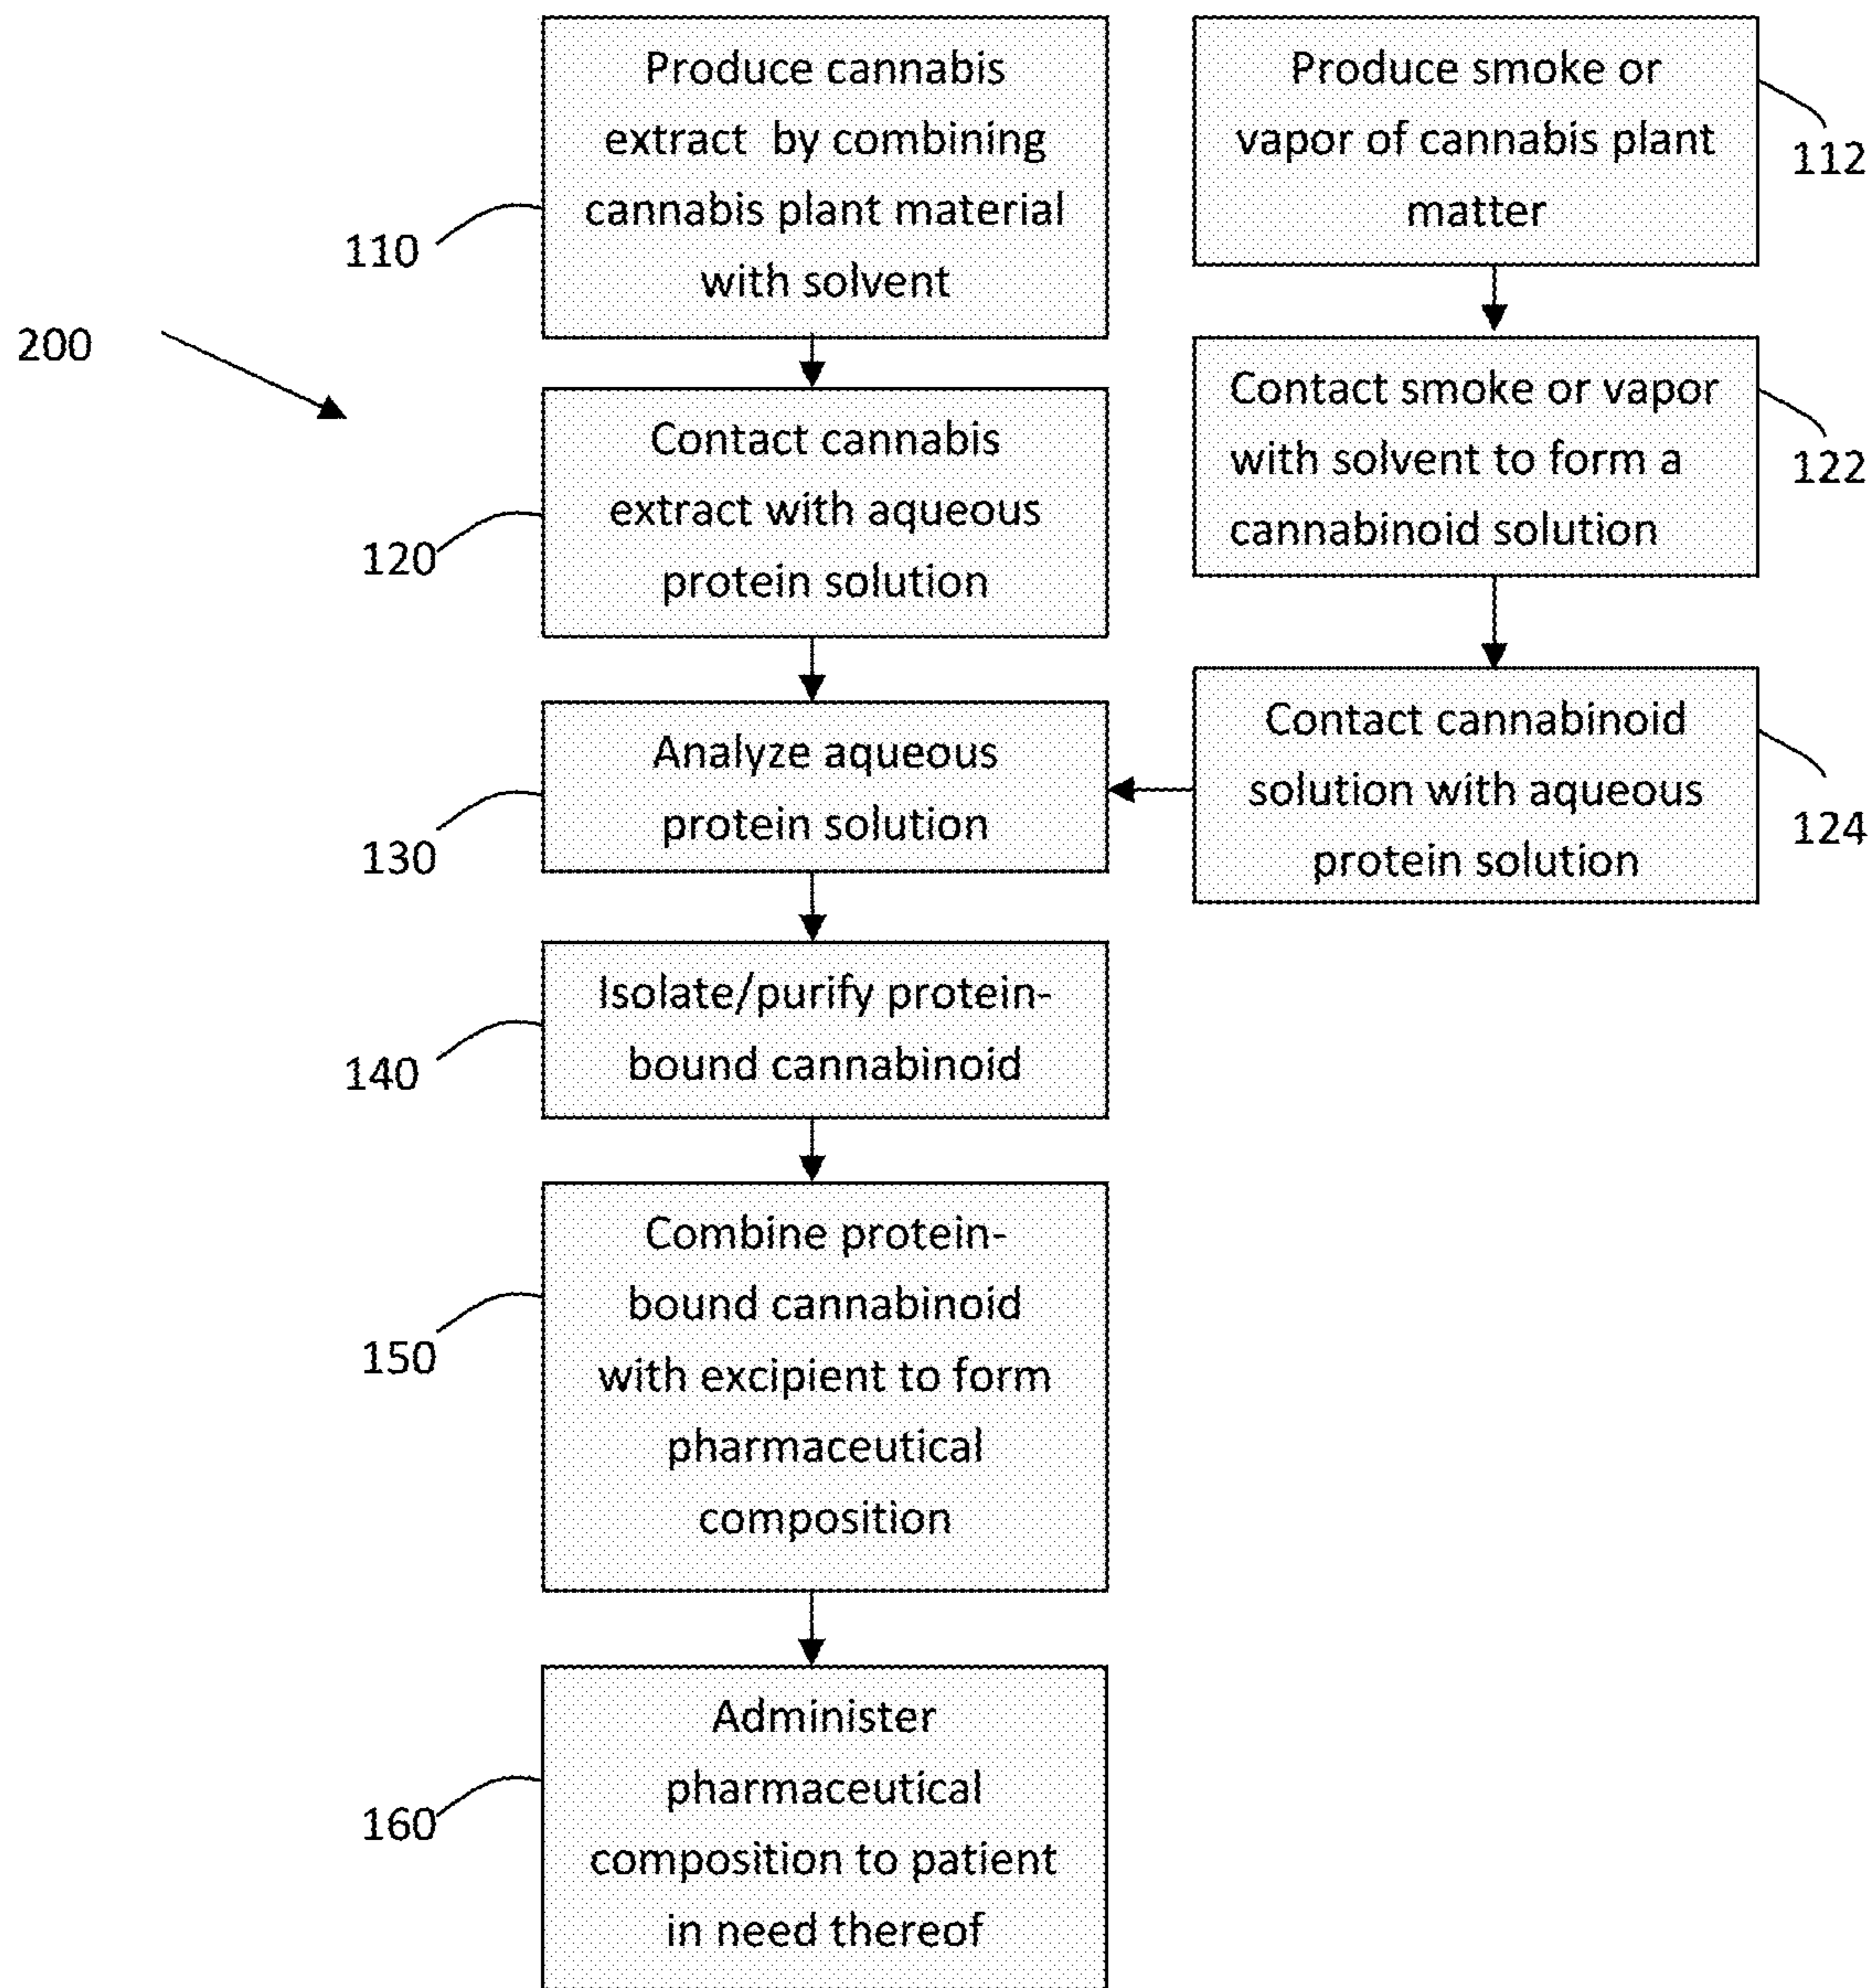 Produce cannabis
extract by combining
cannabis plant material
with solvent
110
200
Contact cannabis
extract with aqueous
protein solution
120
Analyze aqueous
protein solution
130
Isolate/purify protein-
bound cannabinoid
140
Combine protein-
bound cannabinoid
with excipient to form
pharmaceutical
composition
150
Administer
pharmaceutical
composition to patient
in need thereof
160
Produce smoke or
vapor of cannabis plant
matter
112
Contact smoke or vapor
with solvent to form a
cannabinoid solution
122
Contact cannabinoid
solution with aqueous
protein solution
124